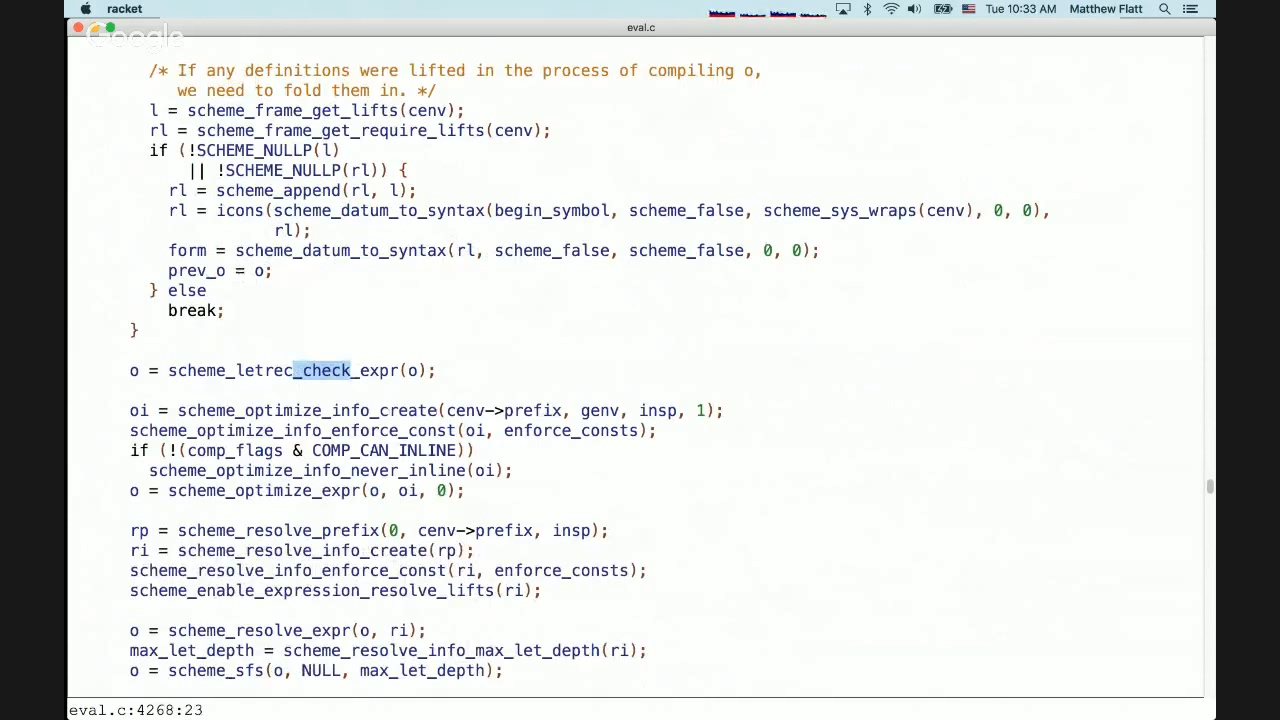 racket
Tue 10:33 AM Matthew Flatt
eval.c
Google
/* If any definitions were lifted in the process of compiling o,
we need to fold them in. */
l = scheme_frame_get_lifts(cenv);
rl = scheme_frame_get_require_lifts(cenv);
if (!SCHEME_NULLP(l)
|| !SCHEME_NULLP(rl)) {
rl = scheme_append(rl, l);
rl = icons(scheme_datum_to_syntax(begin_symbol, scheme_false, scheme_sys_wraps(cenv), 0, 0),
rl);
form = scheme_datum_to_syntax(rl, scheme_false, scheme_false, 0, 0);
prev_o = o;
} else
break;
}
o = scheme_letrec_check_expr(o);
oi = scheme_optimize_info_create(cenv->prefix, genv, insp, 1);
scheme_optimize_info_enforce_const(oi, enforce_consts);
if (!(comp_flags & COMP_CAN_INLINE))
scheme_optimize_info_never_inline(oi);
o = scheme_optimize_expr(o, oi, 0);
rp = scheme_resolve_prefix(0, cenv->prefix, insp);
ri = scheme_resolve_info_create(rp);
scheme_resolve_info_enforce_const(ri, enforce_consts);
scheme_enable_expression_resolve_lifts(ri);
o = scheme_resolve_expr(o, ri);
max_let_depth = scheme_resolve_info_max_let_depth(ri);
o = scheme_sfs(o, NULL, max_let_depth);
eval.c:4268:23